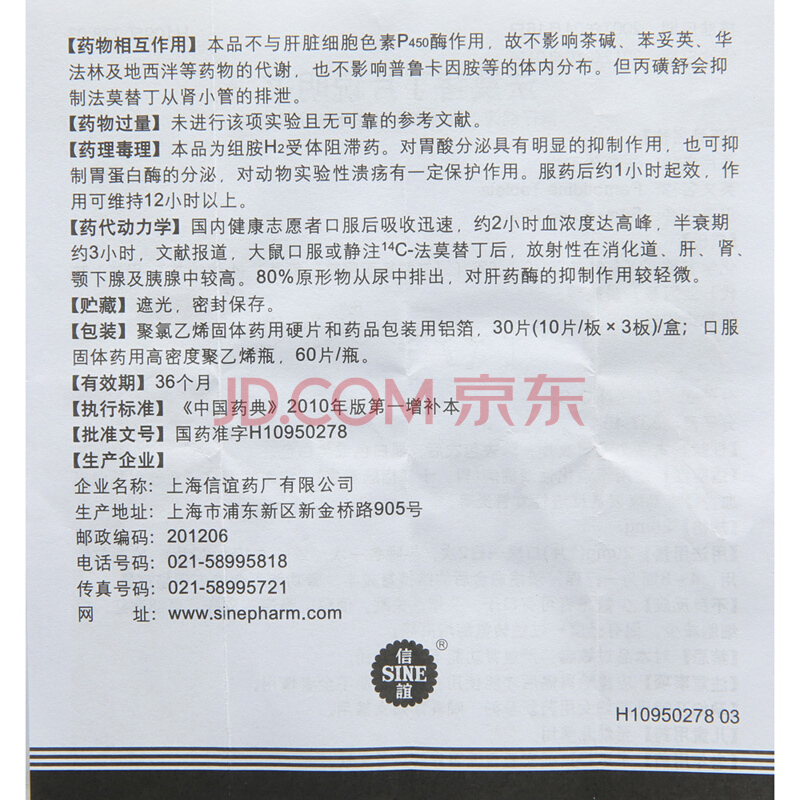 【药物相互作用】本品不与肝脏细胞色素P450酶作用，故不影响茶碱、苯妥英、华
法林及地西泮等药物的代谢，也不影响普鲁卡因胺等的体内分布。但丙磺舒会抑
制法莫替丁从肾小管的排泄。
【药物过量】未进行该项实验且无可靠的参考文献。
【药理毒理】本品为组胺H2受体阻滞药。对胃酸分泌具有明显的抑制作用，也可抑
制胃蛋白酶的分泌，对动物实验性溃疡有一定保护作用。服药后约1小时起效，作
用可维持12小时以上。
【药代动力学】国内健康志愿者口服后吸收迅速，约2小时血浓度达高峰，半衰期
约3小时，文献报道，大鼠口服或静注14C-法莫替丁后，放射性在消化道、肝、肾、
颚下腺及胰腺中较高。80%原形物从尿中排出，对肝药酶的抑制作用较轻微。
【贮藏】遮光，密封保存。
【包装】聚氯乙烯固体药用硬片和药品包装用铝箔，30片(10片/板×3板)/盒；口服
固体药用高密度聚乙烯瓶，60片/瓶。
【有效期】36个月
JD.COM 京东
【执行标准】《中国药典》2010年版第一增补本
【批准文号】国药准字H10950278
【生产企业】
企业名称：上海信谊药厂有限公司
生产地址：上海市浦东新区新金桥路905号
邮政编码：201206
电话号码：021-58995818
传真号码：021-58995721
网　　址：www.sinepharm.com
信
SINE
誼
®
H10950278 03